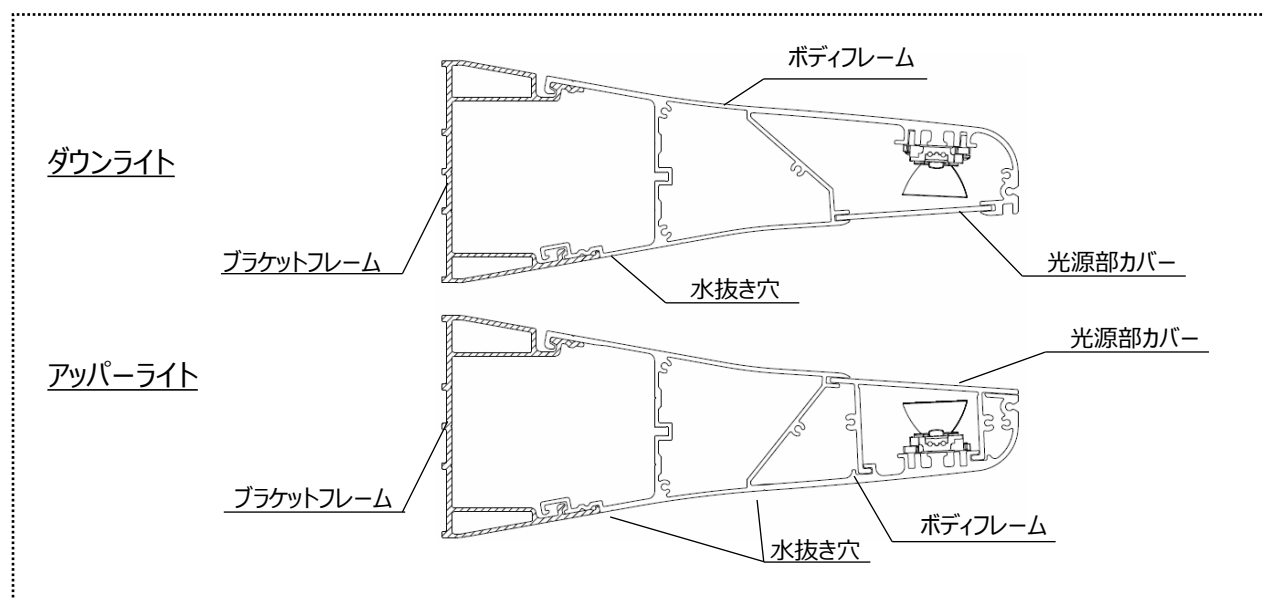 ボディフレーム
ダウンライト
ブラケットフレーム
光源部カバー
水抜き穴
光源部カバー
アッパーライト
ブラケットフレーム
ボディフレーム
水抜き穴